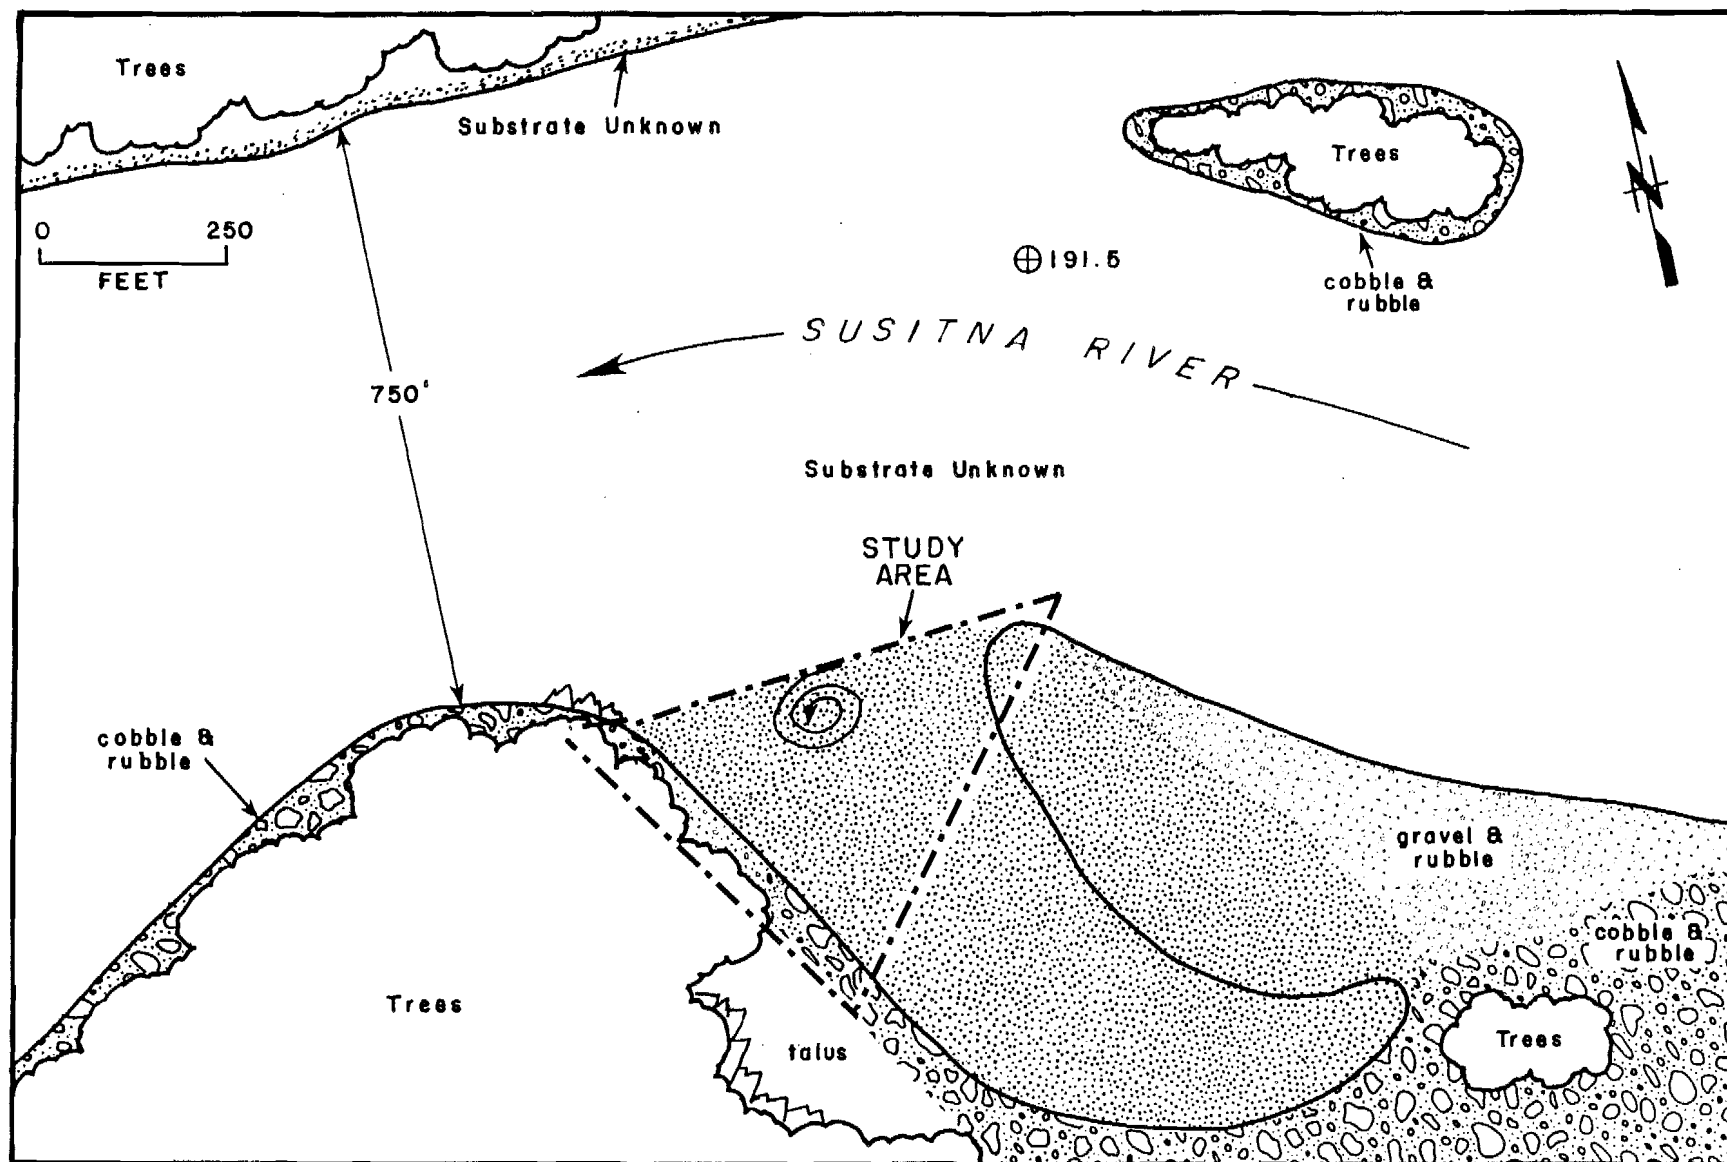 Trees
Substrate Unknown
Trees
0 250
FEET
N
191.5
cobble &
rubble
SUSITNA RIVER
750'
Substrate Unknown
STUDY
AREA
cobble &
rubble
gravel &
rubble
cobble &
rubble
Trees
talus
Trees